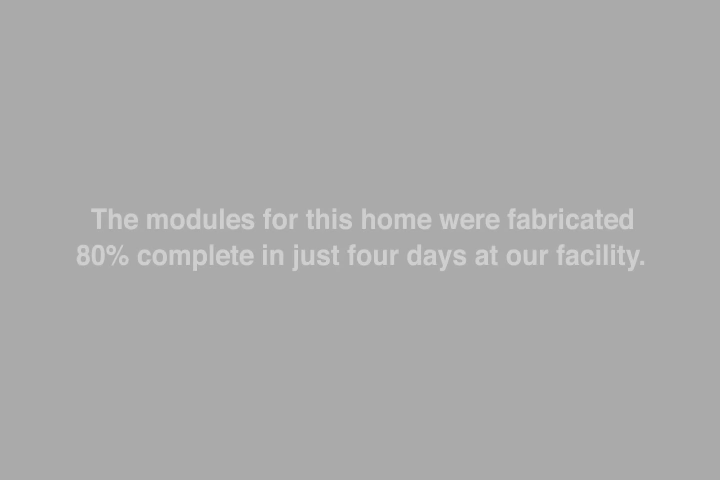 The modules for this home were fabricated
80% complete in just four days at our facility.